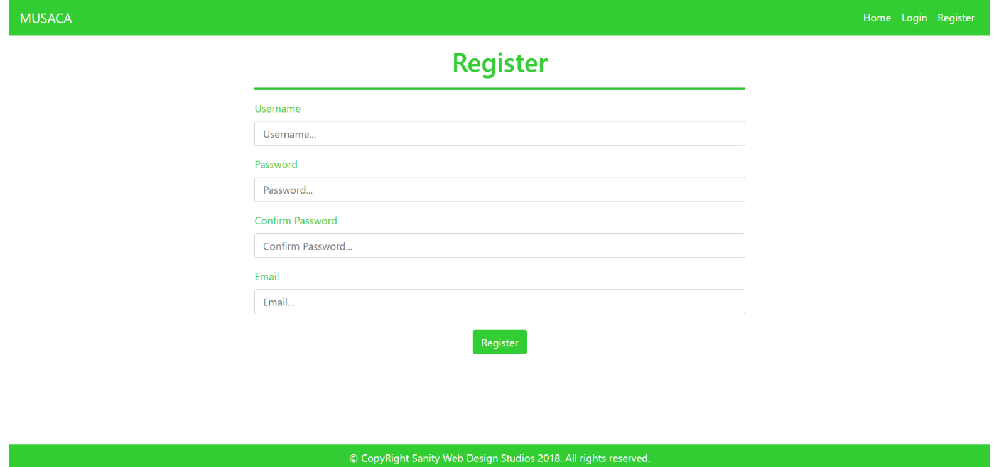 MUSACA Home Login Register
Register
Username
Username...
Password
Password...
Confirm Password
Confirm Password...
Email
Email...
Register
© CopyRight Sanity Web Design Studios 2018. All rights reserved.